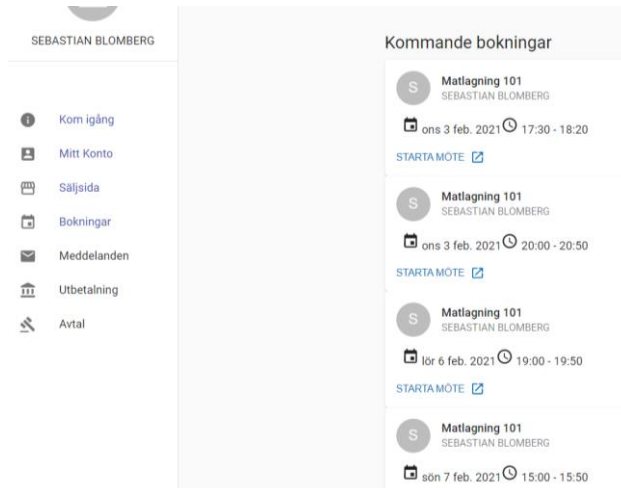 SEBASTIAN BLOMBERG
Kom igång
Mitt Konto
Säljsida
Bokningar
Meddelanden
Utbetalning
Avtal
Kommande bokningar
S
Matlagning 101
SEBASTIAN BLOMBERG
ons 3 feb. 2021 17:30 - 18:20
STARTA MÖTE
S
Matlagning 101
SEBASTIAN BLOMBERG
ons 3 feb. 2021 20:00 - 20:50
STARTA MÖTE
S
Matlagning 101
SEBASTIAN BLOMBERG
lör 6 feb. 2021 19:00 - 19:50
STARTA MÖTE
S
Matlagning 101
SEBASTIAN BLOMBERG
sön 7 feb. 2021 15:00 - 15:50